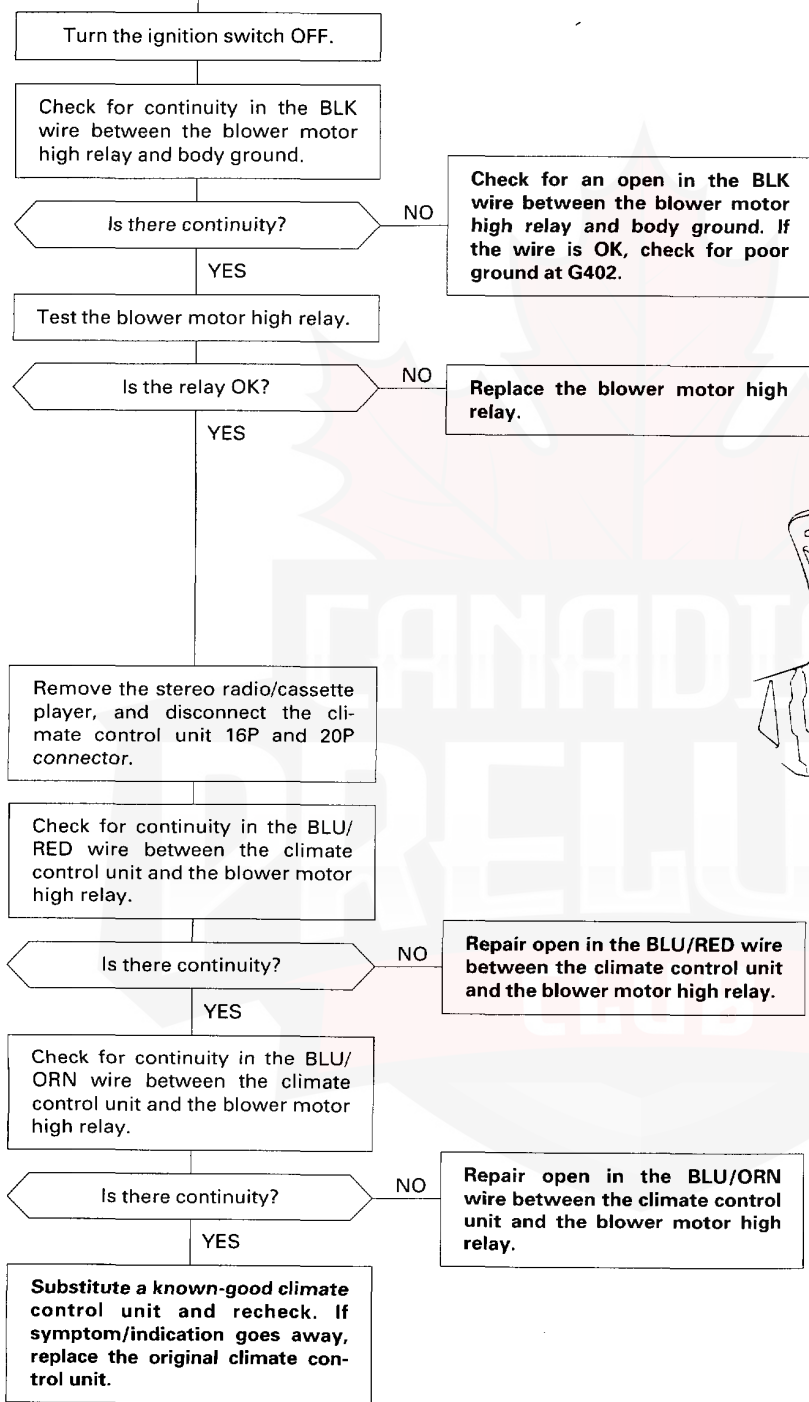 Turn the ignition switch OFF.
Check for continuity in the BLK
wire between the blower motor
high relay and body ground.
Is there continuity?
NO
Check for an open in the BLK
wire between the blower motor
high relay and body ground. If
the wire is OK, check for poor
ground at G402.
YES
Test the blower motor high relay.
Is the relay OK?
NO
Replace the blower motor high
relay.
YES
Remove the stereo radio/cassette
player, and disconnect the cli-
mate control unit 16P and 20P
connector.
Check for continuity in the BLU/
RED wire between the climate
control unit and the blower motor
high relay.
Is there continuity?
NO
Repair open in the BLU/RED wire
between the climate control unit
and the blower motor high relay.
YES
Check for continuity in the BLU/
ORN wire between the climate
control unit and the blower motor
high relay.
Is there continuity?
NO
Repair open in the BLU/ORN
wire between the climate control
unit and the blower motor high
relay.
YES
Substitute a known-good climate
control unit and recheck. If
symptom/indication goes away,
replace the original climate con-
trol unit.
CANADI
PRELU
CLUB